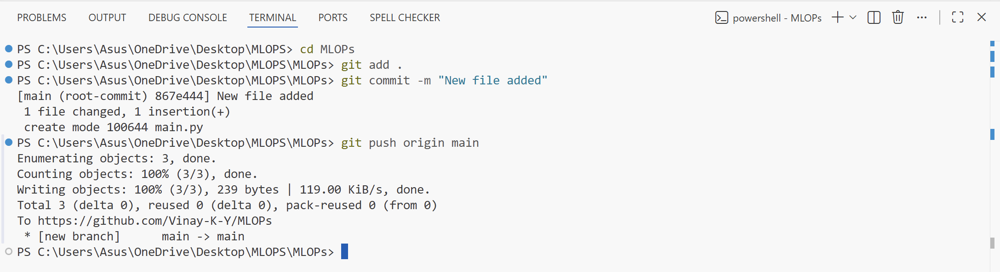 PROBLEMS OUTPUT DEBUG CONSOLE TERMINAL PORTS SPELL CHECKER powershell - MLOPs
PS C:\Users\Asus\OneDrive\Desktop\MLOPS> cd MLOPs
PS C:\Users\Asus\OneDrive\Desktop\MLOPS\MLOPs> git add .
PS C:\Users\Asus\OneDrive\Desktop\MLOPS\MLOPs> git commit -m "New file added"
[main (root-commit) 867e444] New file added
 1 file changed, 1 insertion(+)
 create mode 100644 main.py
PS C:\Users\Asus\OneDrive\Desktop\MLOPS\MLOPs> git push origin main
Enumerating objects: 3, done.
Counting objects: 100% (3/3), done.
Writing objects: 100% (3/3), 239 bytes | 119.00 KiB/s, done.
Total 3 (delta 0), reused 0 (delta 0), pack-reused 0 (from 0)
To https://github.com/Vinay-K-Y/MLOPs
 * [new branch]      main -> main
PS C:\Users\Asus\OneDrive\Desktop\MLOPS\MLOPs>